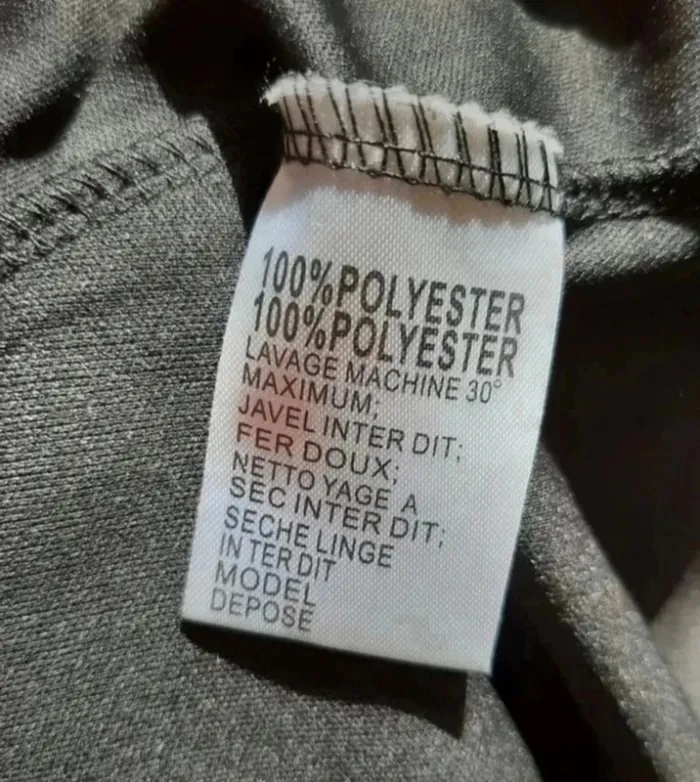 100%POLYESTER
100%POLYESTER
LAVAGE MACHINE 30°
MAXIMUM;
JAVEL INTER DIT;
FER DOUX;
NETTO YAGE A
SEC INTER DIT;
SECHE LINGE
IN TER DIT
MODEL
DEPOSE